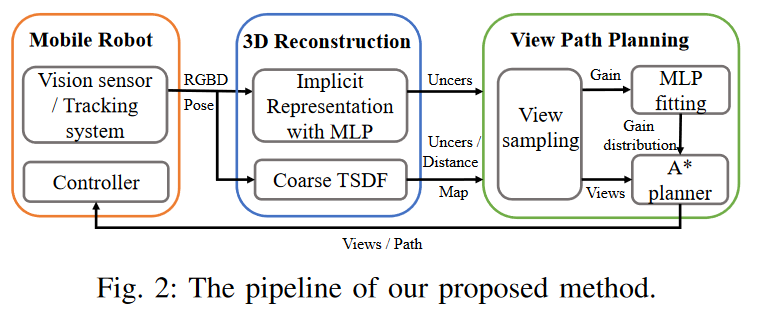 Mobile Robot
Vision sensor
/ Tracking
system
Controller
RGBD
Pose
3D Reconstruction
Implicit
Representation
with MLP
Coarse TSDF
Uncers
Uncers /
Distance
Map
View Path Planning
View
sampling
Gain
MLP
fitting
Gain
distribution
Views
A*
planner
Views / Path
Fig. 2: The pipeline of our proposed method.